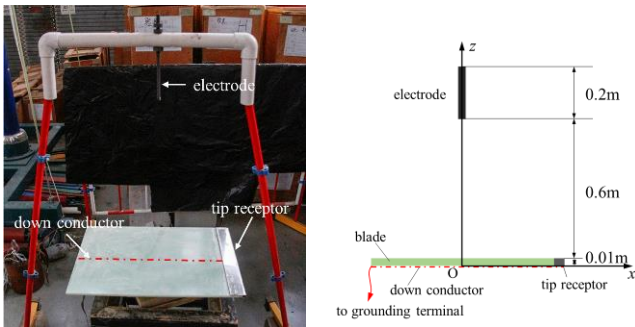 electrode
tip receptor
down conductor
z
electrode
0.2m
0.6m
blade
0.01m
O
x
down conductor
tip receptor
to grounding terminal